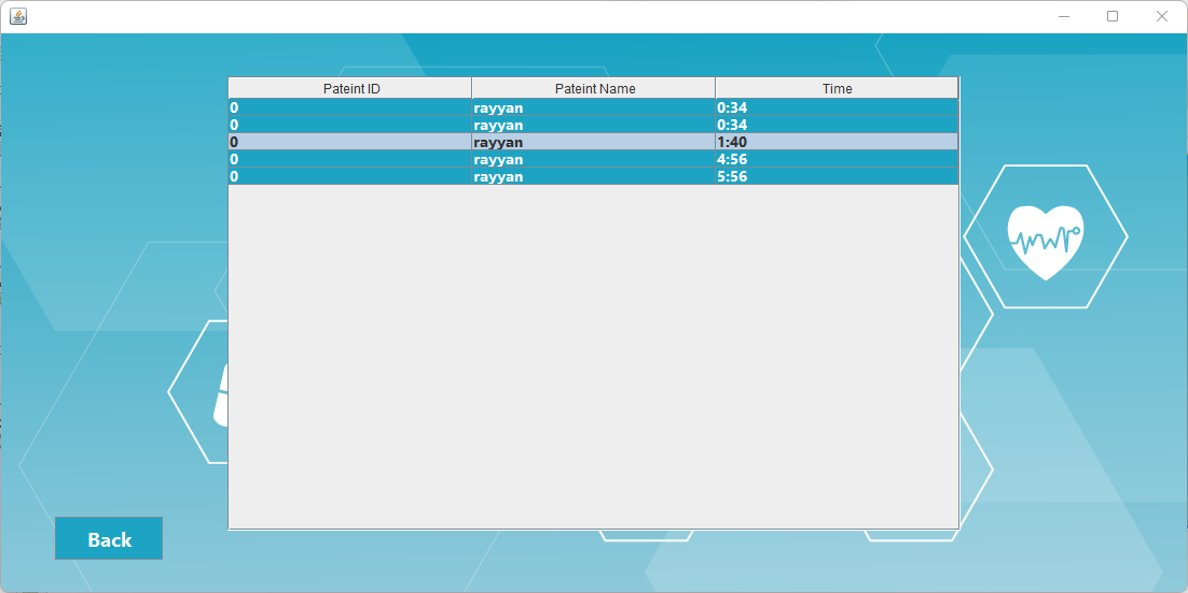 Pateint ID Pateint Name Time
0 rayyan 0:34
0 rayyan 0:34
0 rayyan 1:40
0 rayyan 4:56
0 rayyan 5:56
Back